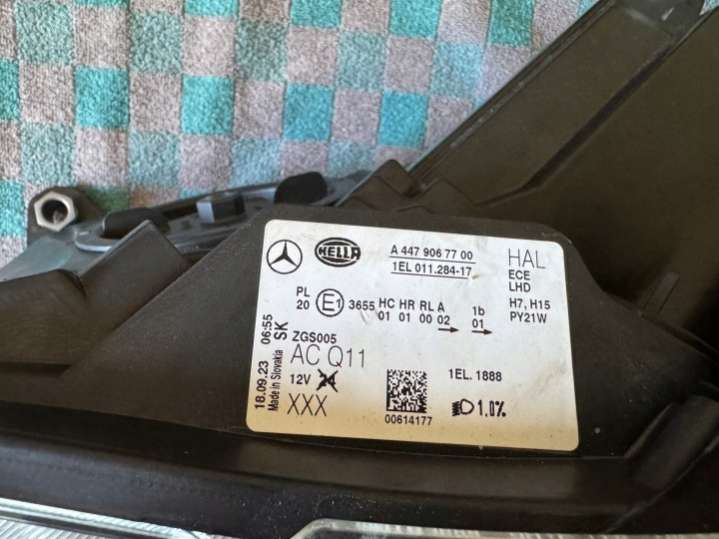 HELLA
A 447 906 77 00
1EL 011.284-17
HAL
ECE
LHD
H7, H15
PY21W
PL
20
E1 3655
HC HR RL A
01 01 00 02
1b
01
ZGS005
AC Q11
12V 24
XXX
18.09.23 06:55
Made in Slovakia SK
00614177
1EL. 1888
1.0%